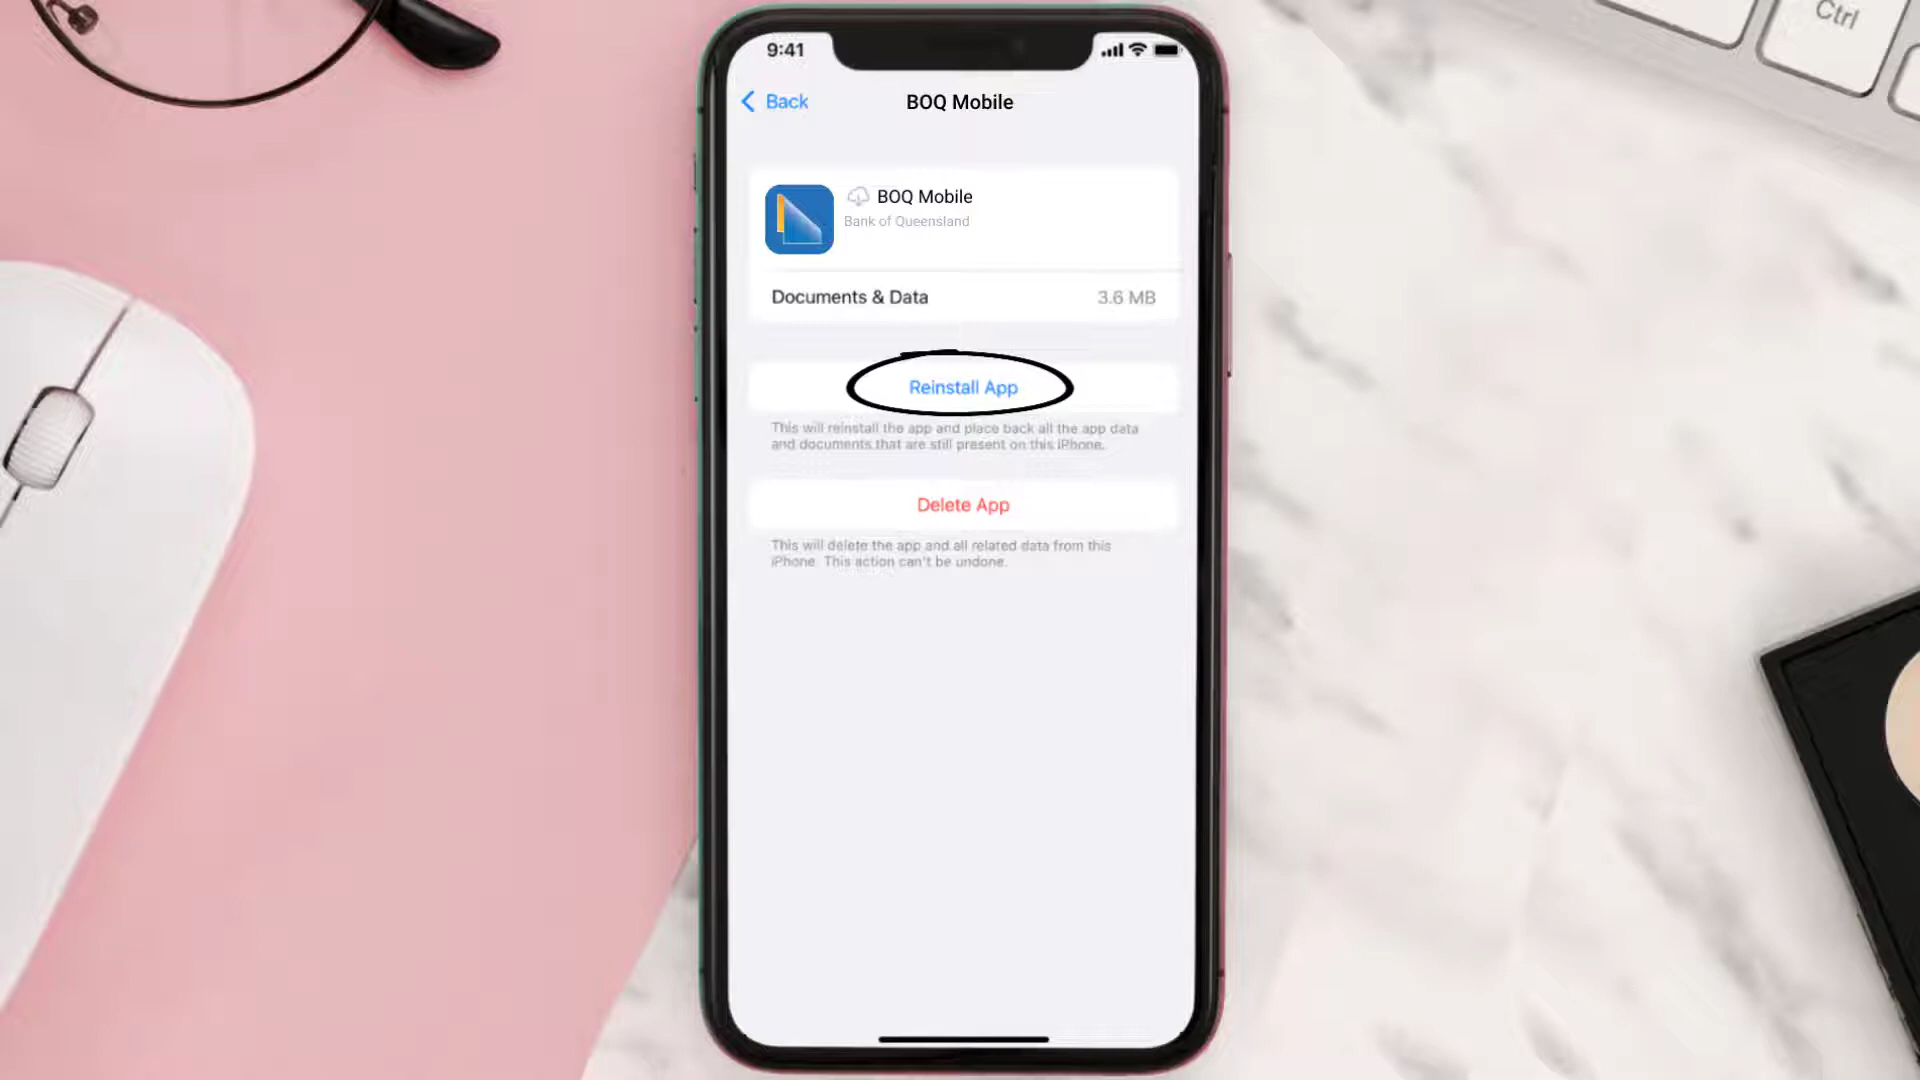 9:41
Back
BOQ Mobile
BOQ Mobile
Bank of Queensland
Documents & Data 3.6 MB
Reinstall App
This will reinstall the app and place back all the app data
and documents that are still present on this iPhone.
Delete App
This will delete the app and all related data from this
iPhone. This action can't be undone.
Ctrl